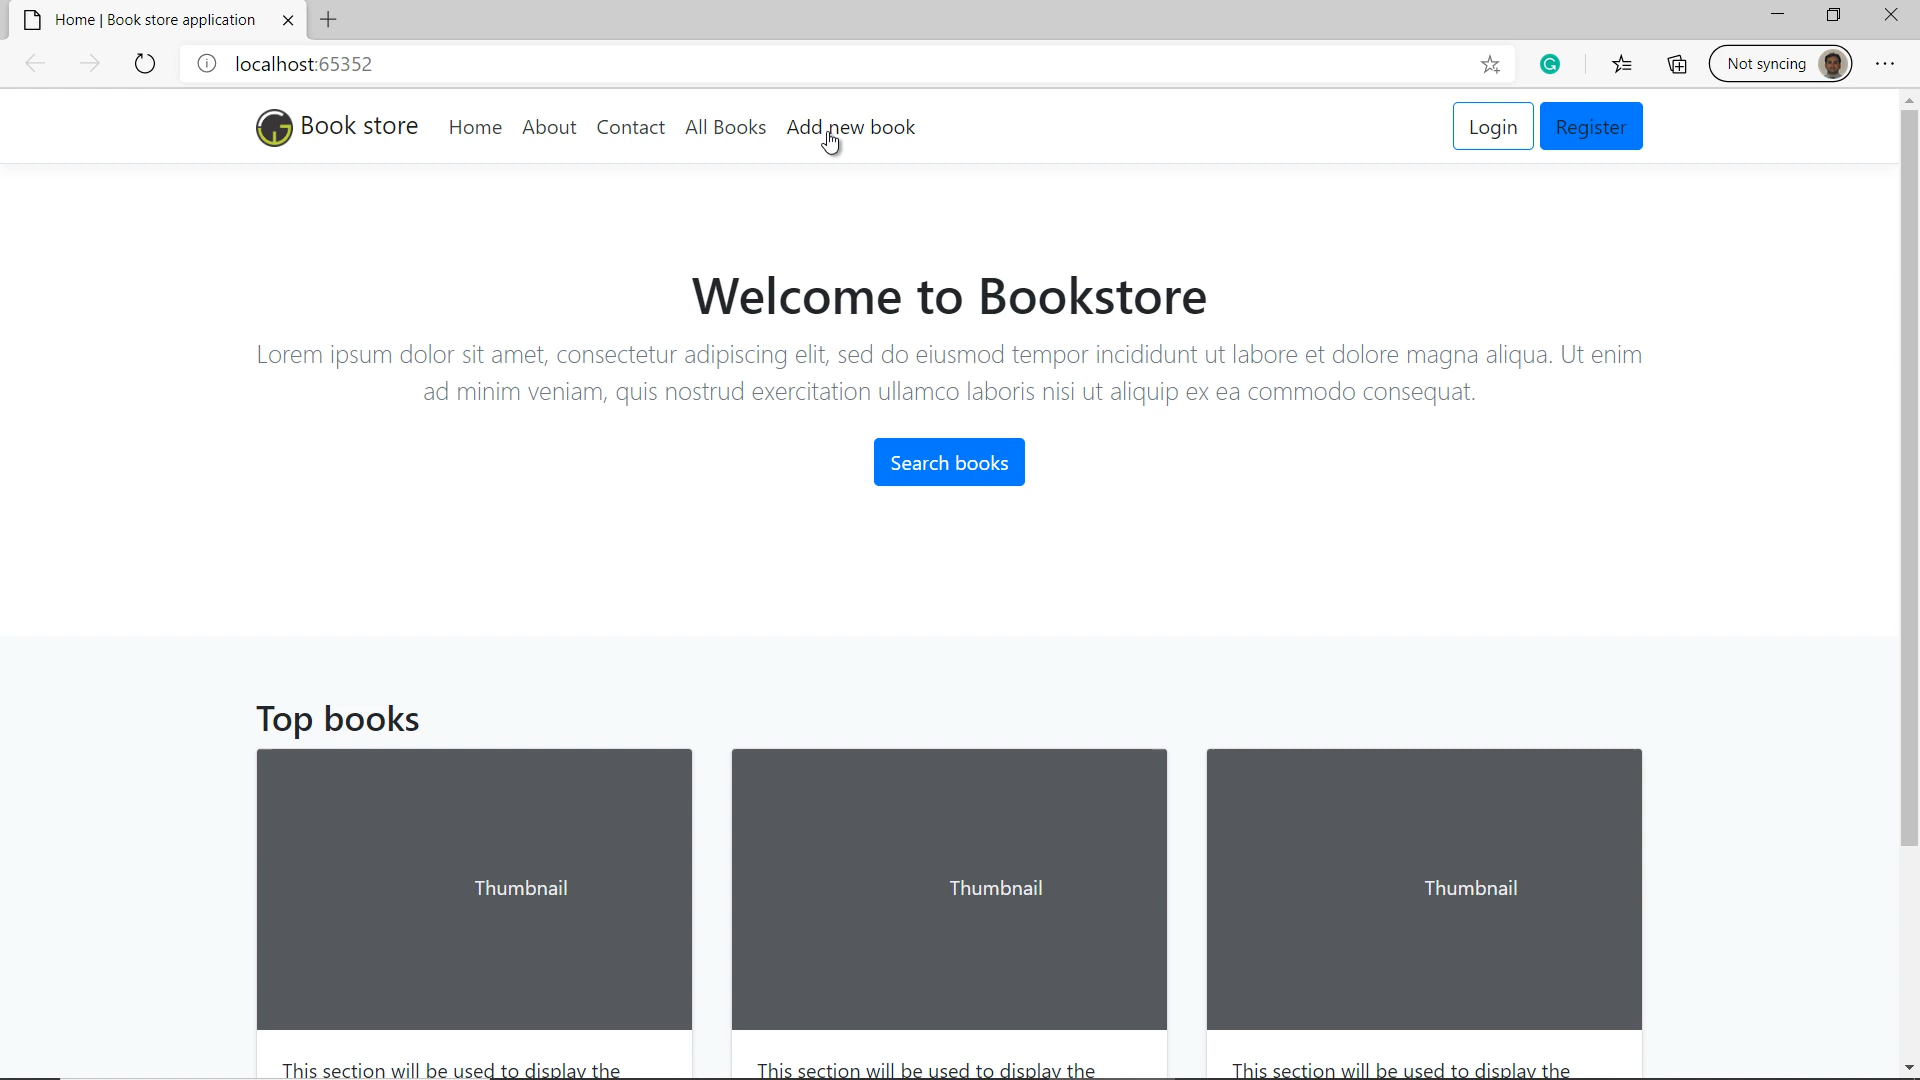 Home | Book store application
localhost:65352
Not syncing
Book store Home About Contact All Books Add new book Login Register
Welcome to Bookstore
Lorem ipsum dolor sit amet, consectetur adipiscing elit, sed do eiusmod tempor incididunt ut labore et dolore magna aliqua. Ut enim
ad minim veniam, quis nostrud exercitation ullamco laboris nisi ut aliquip ex ea commodo consequat.
Search books
Top books
Thumbnail Thumbnail Thumbnail
This section will be used to display the This section will be used to display the This section will be used to display the